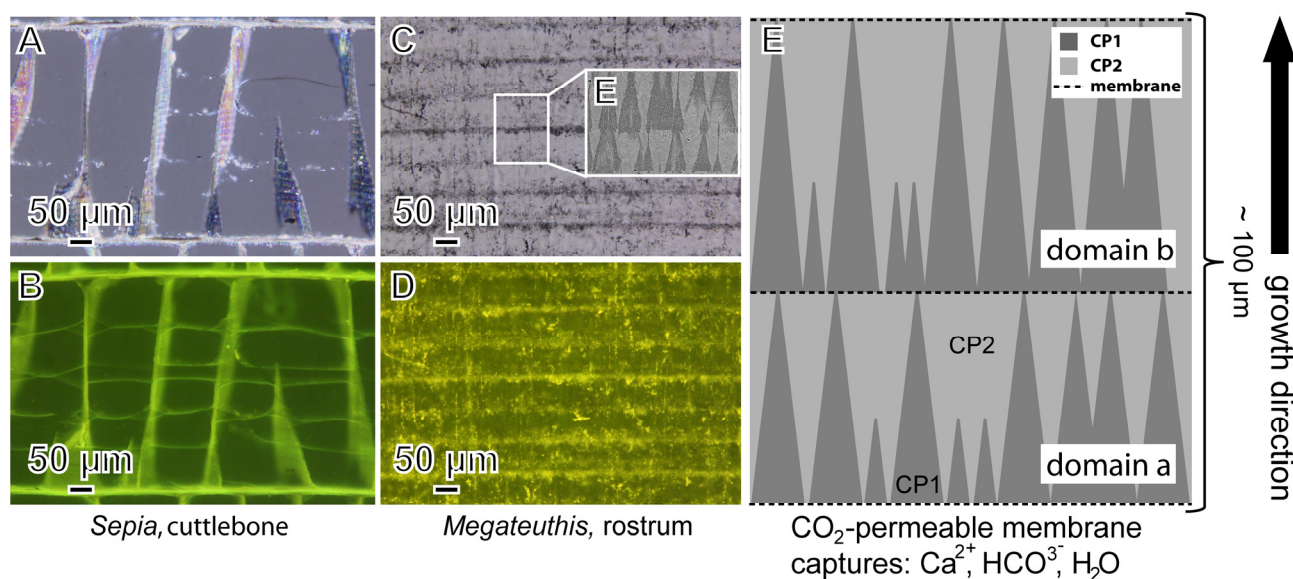 A
50 µm
B
50 µm
Sepia, cuttlebone
C
E
50 µm
D
50 µm
Megateuthis, rostrum
E
CP1
CP2
membrane
domain b
CP2
CP1
domain a
~ 100 µm
growth direction
CO₂-permeable membrane
captures: Ca²⁺, HCO³⁻, H₂O